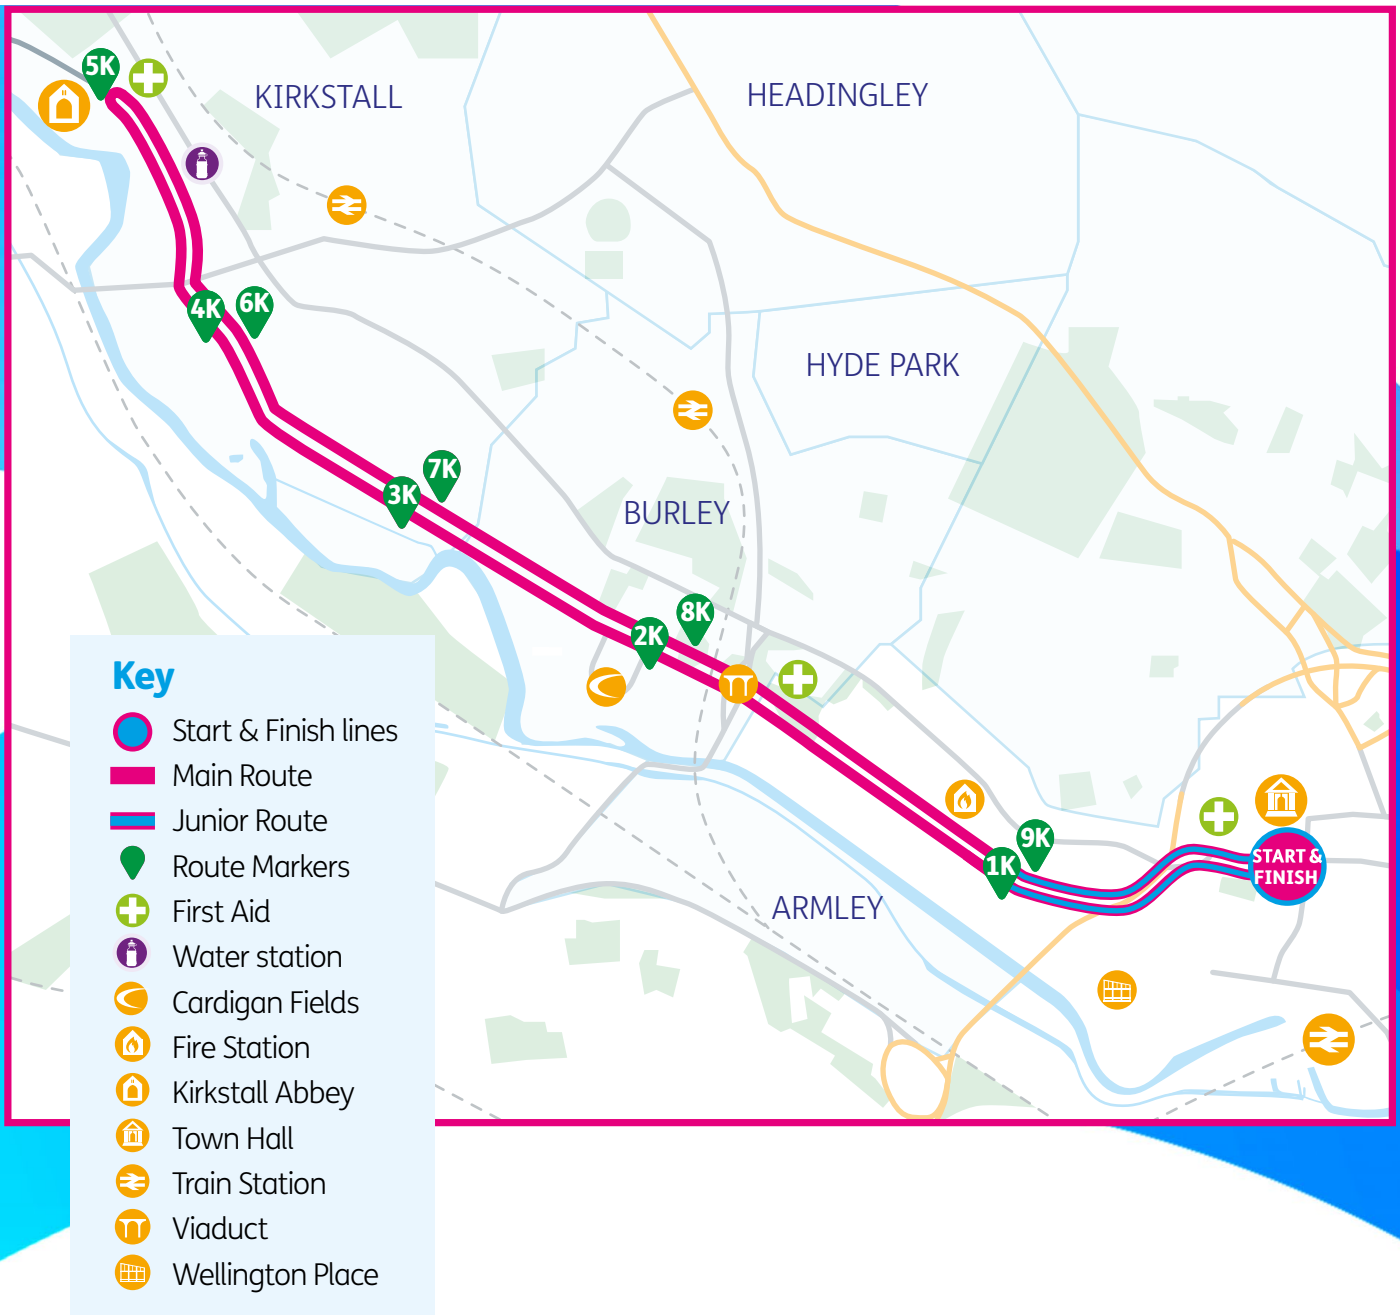 5K
KIRKSTALL
HEADINGLEY
4K
6K
HYDE PARK
7K
3K
BURLEY
8K
2K
9K
1K
START &
FINISH
ARMLEY
Key
Start & Finish lines
Main Route
Junior Route
Route Markers
First Aid
Water station
Cardigan Fields
Fire Station
Kirkstall Abbey
Town Hall
Train Station
Viaduct
Wellington Place